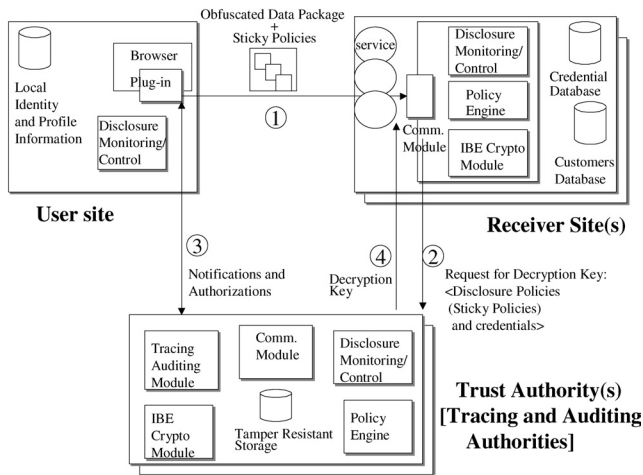 Obfuscated Data Package
+
Sticky Policies
Browser
Plug-in
Local
Identity
and Profile
Information
Disclosure
Monitoring/
Control
User site
1
service
Comm.
Module
Disclosure
Monitoring/
Control
Policy
Engine
IBE Crypto
Module
Credential
Database
Customers
Database
Receiver Site(s)
3
Notifications and
Authorizations
4
Decryption
Key
2
Request for Decryption Key:
<Disclosure Policies
(Sticky Policies)
and credentials>
Tracing
Auditing
Module
Comm.
Module
Disclosure
Monitoring/
Control
IBE
Crypto
Module
Tamper Resistant
Storage
Policy
Engine
Trust Authority(s)
[Tracing and Auditing
Authorities]